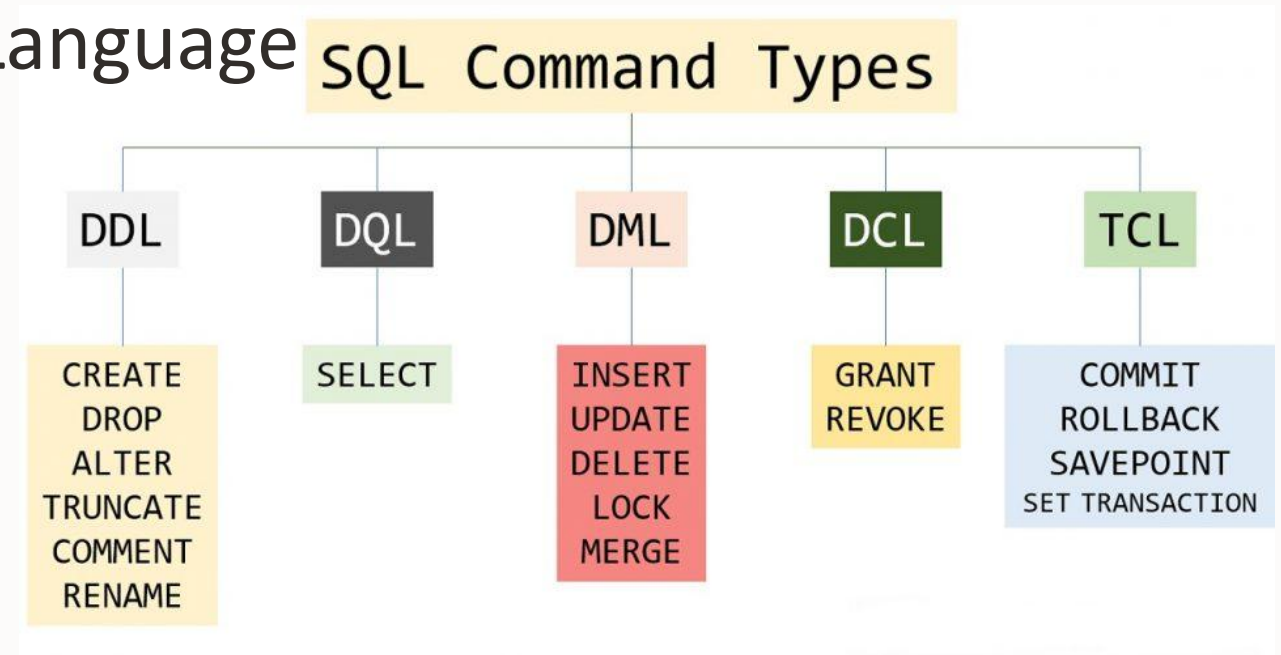 Language
SQL Command Types
DDL
DQL
DML
DCL
TCL
CREATE
DROP
ALTER
TRUNCATE
COMMENT
RENAME
SELECT
INSERT
UPDATE
DELETE
LOCK
MERGE
GRANT
REVOKE
COMMIT
ROLLBACK
SAVEPOINT
SET TRANSACTION